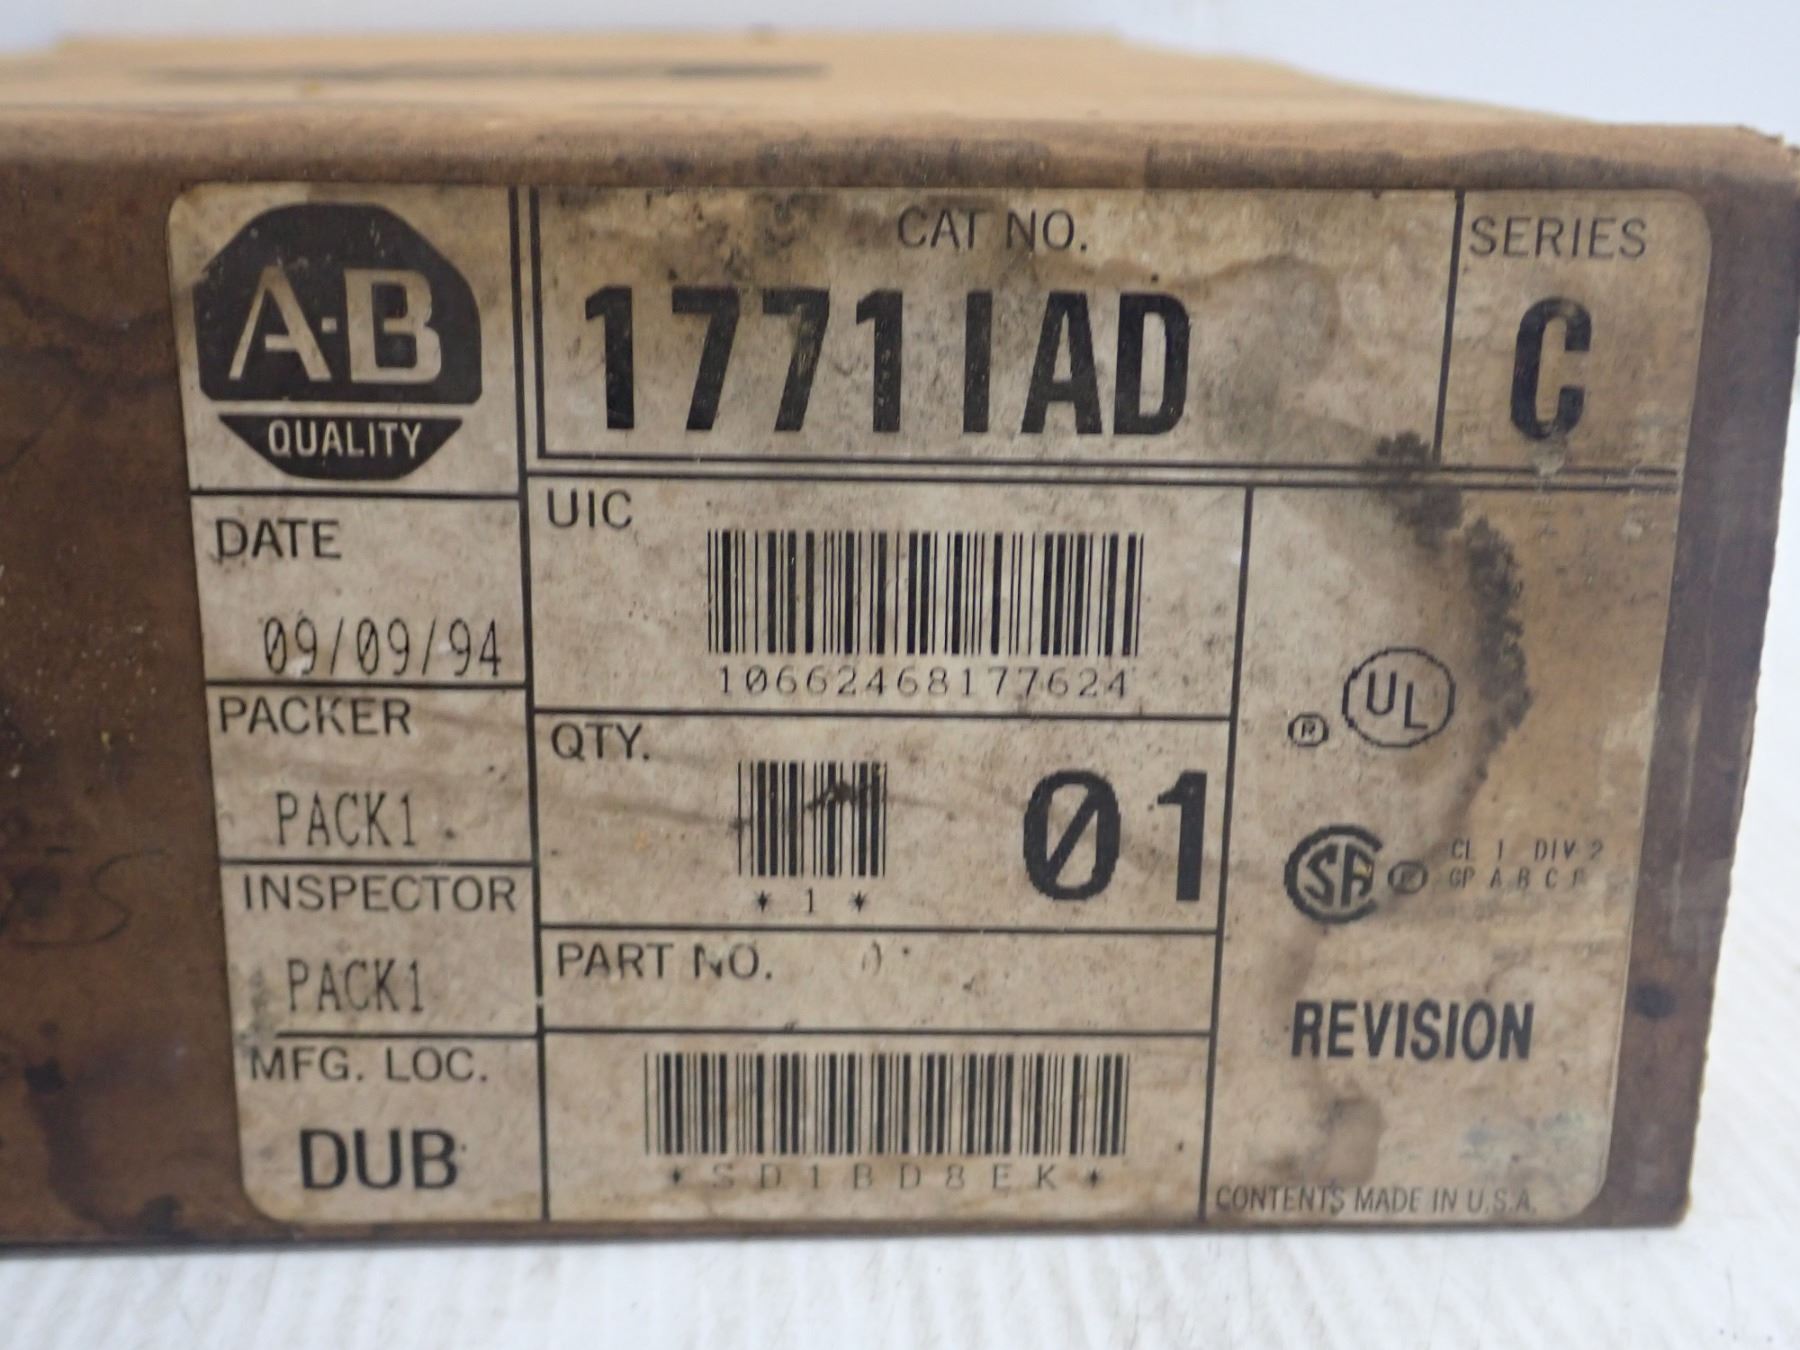 A-B
QUALITY
CAT NO.
1771IAD
SERIES
C
DATE
09/09/94
PACKER
PACK1
INSPECTOR
PACK1
MFG. LOC.
DUB
UIC
10662468177624
QTY.
*1*
01
PART NO.
*SD1BD8EK*
UL
®
SA
CL 1 DIV 2
GP A B C
REVISION
CONTENTS MADE IN U.S.A.